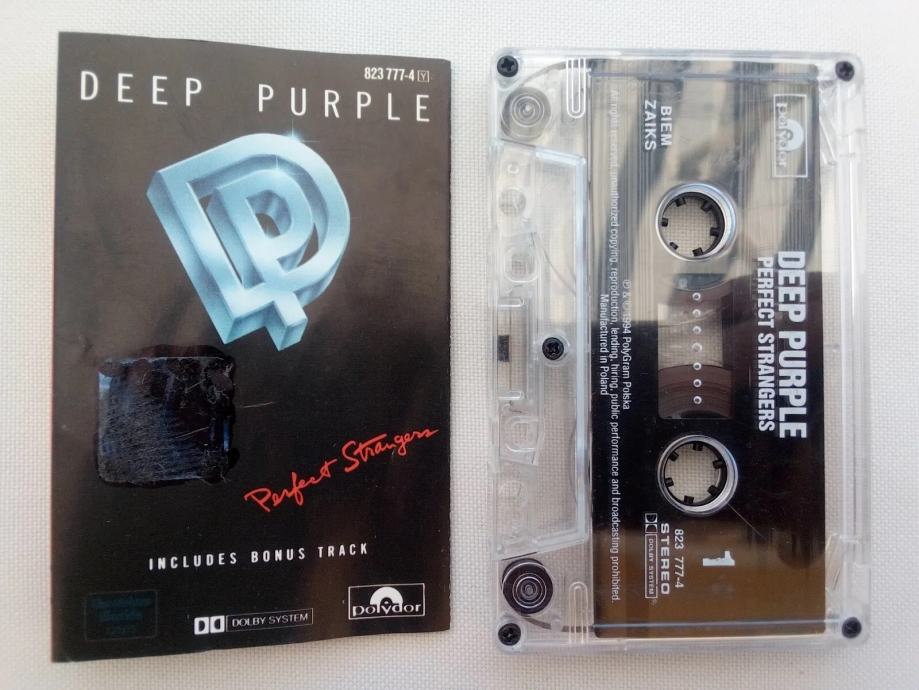 823 777-4 Y
DEEP PURPLE
DP
Perfect Strangers
INCLUDES BONUS TRACK
DOLBY SYSTEM
polydor
polydor
DEEP PURPLE
PERFECT STRANGERS
BIEM
ZAIKS
℗ & © 1994 PolyGram Polska
All rights reserved, unauthorized copying, reproduction, lending, hiring, public performance and broadcasting prohibited.
Manufactured in Poland
1
823 777-4
STEREO
DOLBY SYSTEM